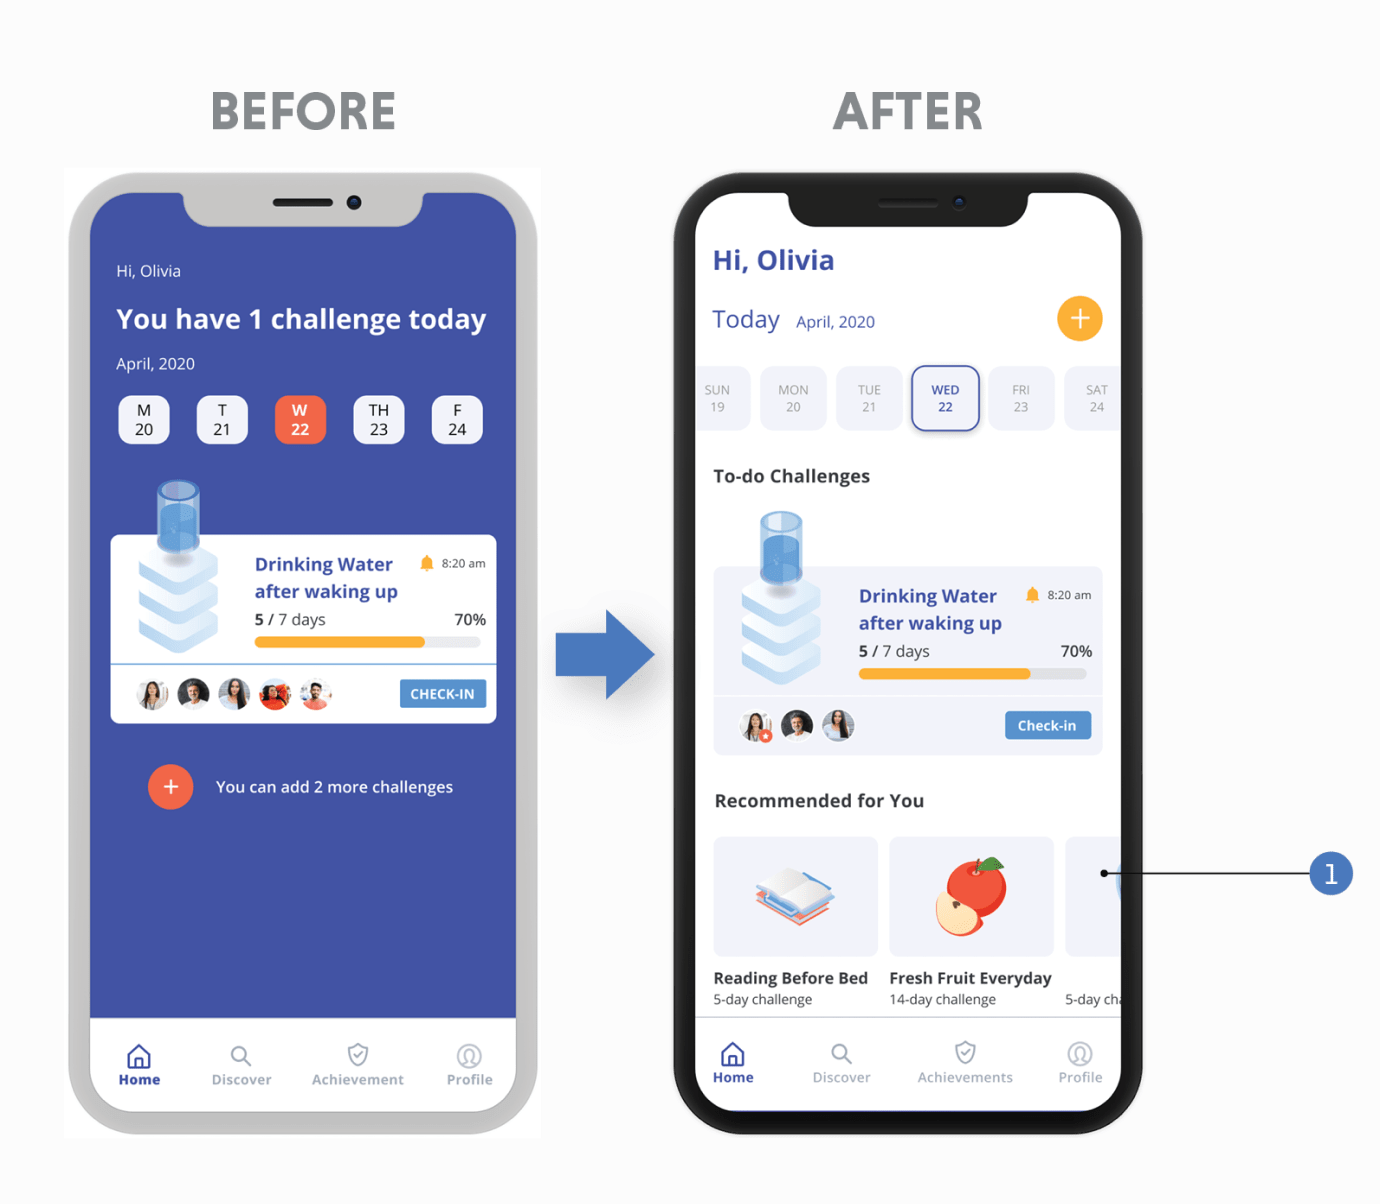 BEFORE
AFTER
Hi, Olivia
You have 1 challenge today
April, 2020
M
20
T
21
W
22
TH
23
F
24
Drinking Water
after waking up
8:20 am
5 / 7 days
70%
CHECK-IN
+
You can add 2 more challenges
Home
Discover
Achievement
Profile
Hi, Olivia
Today
April, 2020
+
SUN
19
MON
20
TUE
21
WED
22
FRI
23
SAT
24
To-do Challenges
Drinking Water
after waking up
8:20 am
5 / 7 days
70%
Check-in
Recommended for You
1
Reading Before Bed
5-day challenge
Fresh Fruit Everyday
14-day challenge
5-day
Home
Discover
Achievements
Profile